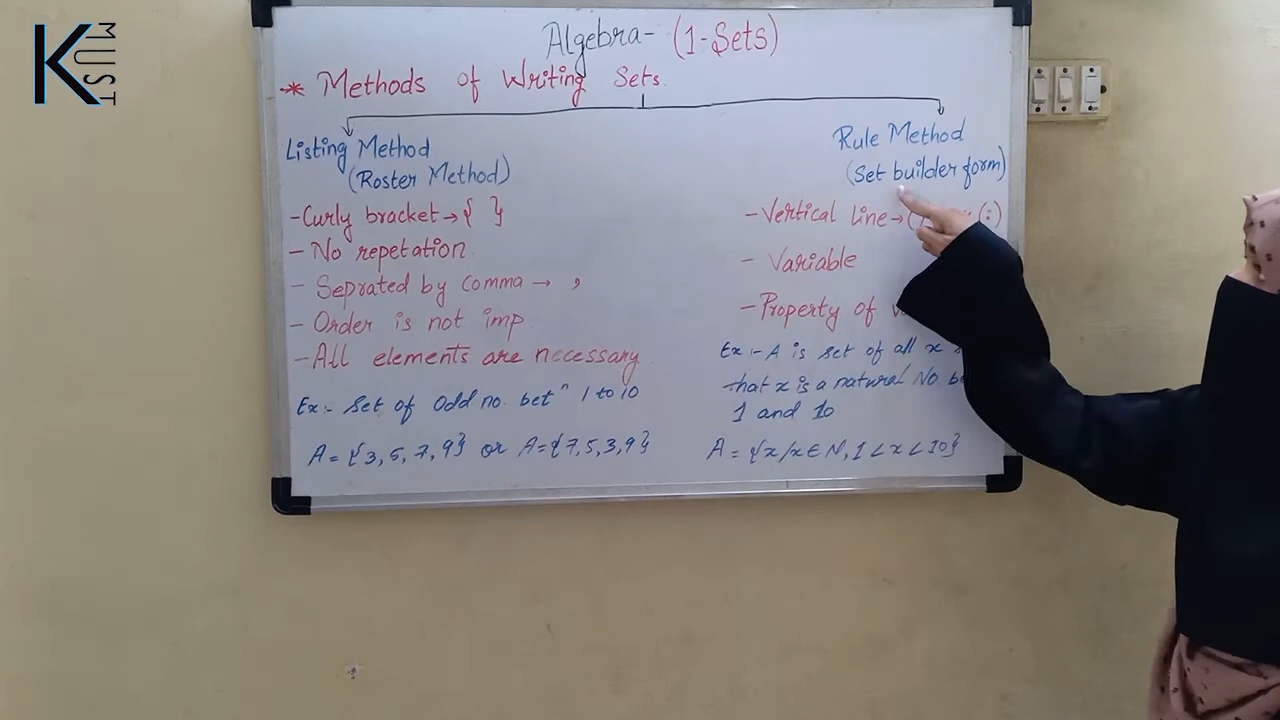 K MUST
Algebra- (1-Sets)
* Methods of Writing Sets.
Listing Method
(Roster Method)
- Curly bracket → { }
- No repetation
- Seprated by comma → ,
- Order is not imp
- All elements are necessary
Ex:- Set of Odd no. betⁿ 1 to 10
A = {3, 5, 7, 9} or A = {7, 5, 3, 9}
Rule Method
(Set builder form)
- Vertical line → (:)
- Variable
- Property of
Ex:- A is set of all x
that x is a natural No.
1 and 10
A = {x/x ∈ N, 1 < x < 10}